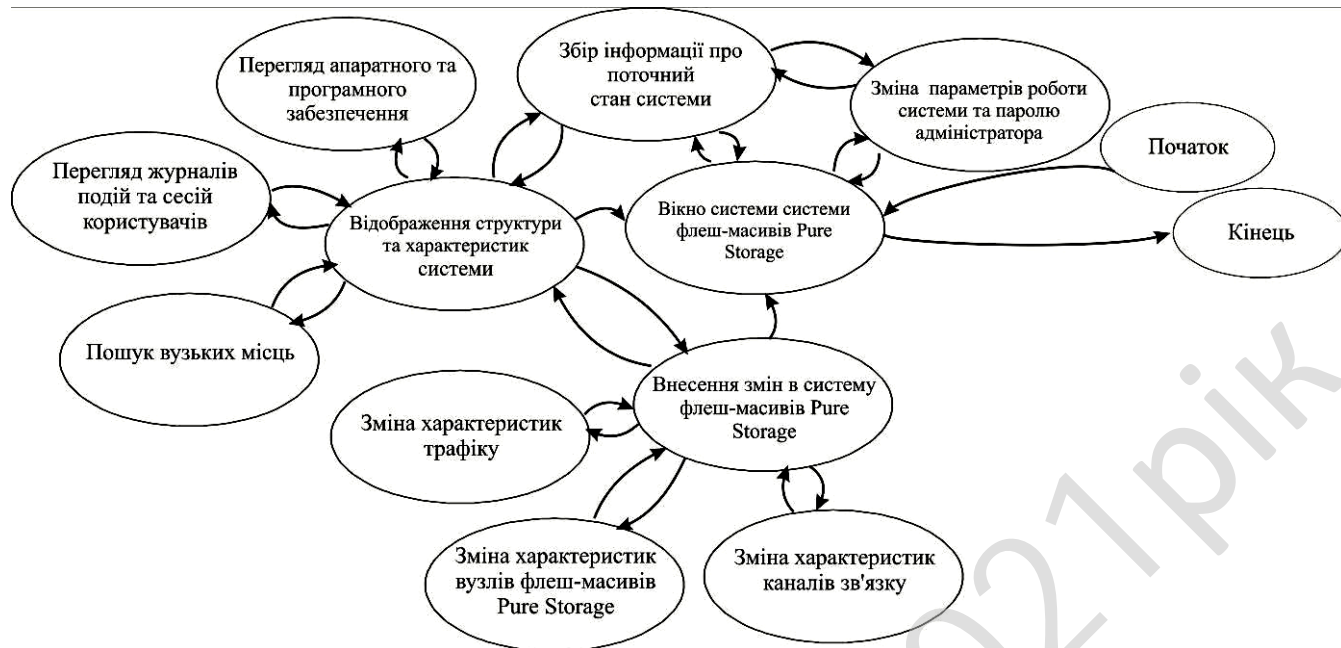 Збір інформації про
поточний
стан системи
Перегляд апаратного та
програмного
забезпечення
Зміна параметрів роботи
системи та паролю
адміністратора
Початок
Перегляд журналів
подій та сесій
користувачів
Відображення структури
та характеристик
системи
Вікно системи системи
флеш-масивів Pure
Storage
Кінець
Пошук вузьких місць
Внесення змін в систему
флеш-масивів Pure
Storage
Зміна характеристик
трафіку
Зміна характеристик
вузлів флеш-масивів
Pure Storage
Зміна характеристик
каналів зв'язку
021рік